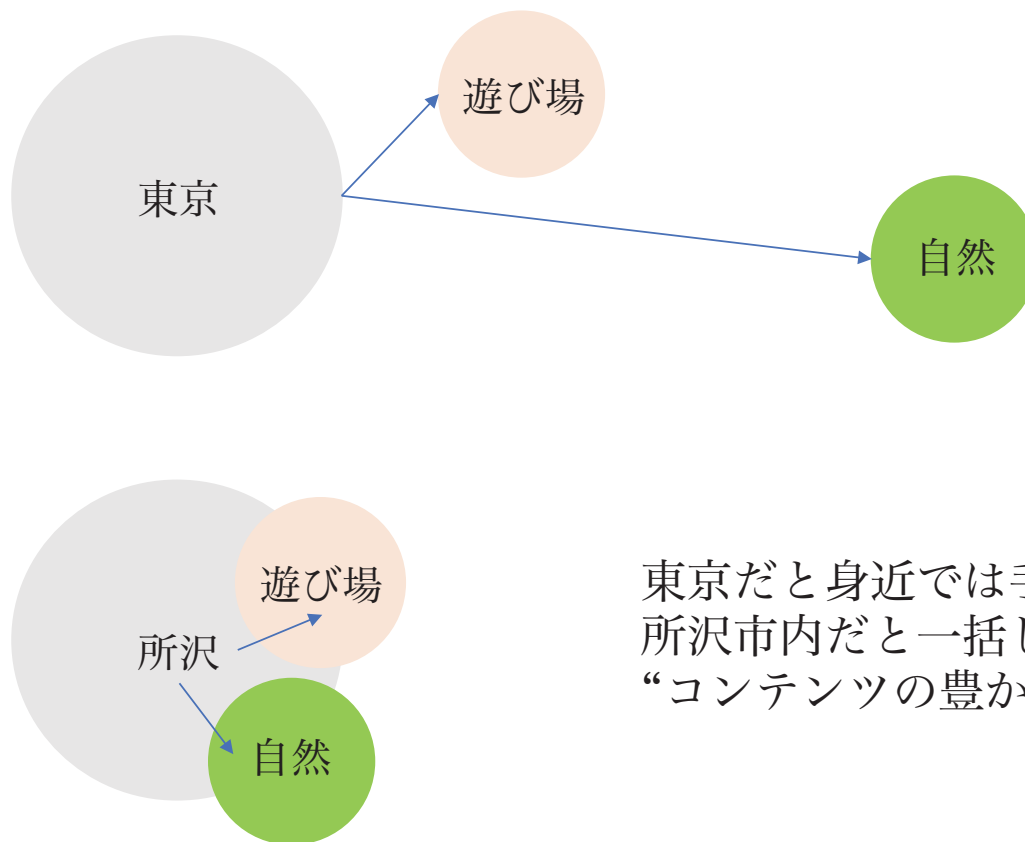 遊び場
東京
自然
遊び場
所沢
自然
東京だと身近では
所沢市内だと一括
“コンテンツの豊か